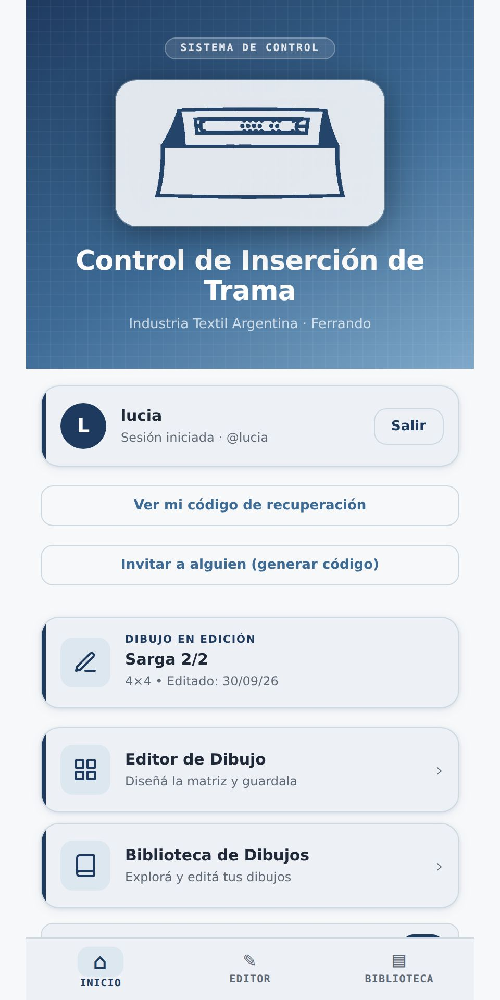 SISTEMA DE CONTROL
Control de Inserción de
Trama
Industria Textil Argentina · Ferrando
L
lucia
Sesión iniciada · @lucia
Salir
Ver mi código de recuperación
Invitar a alguien (generar código)
DIBUJO EN EDICIÓN
Sarga 2/2
4×4 • Editado: 30/09/26
Editor de Dibujo
Diseñá la matriz y guardala
Biblioteca de Dibujos
Explorá y editá tus dibujos
INICIO
EDITOR
BIBLIOTECA